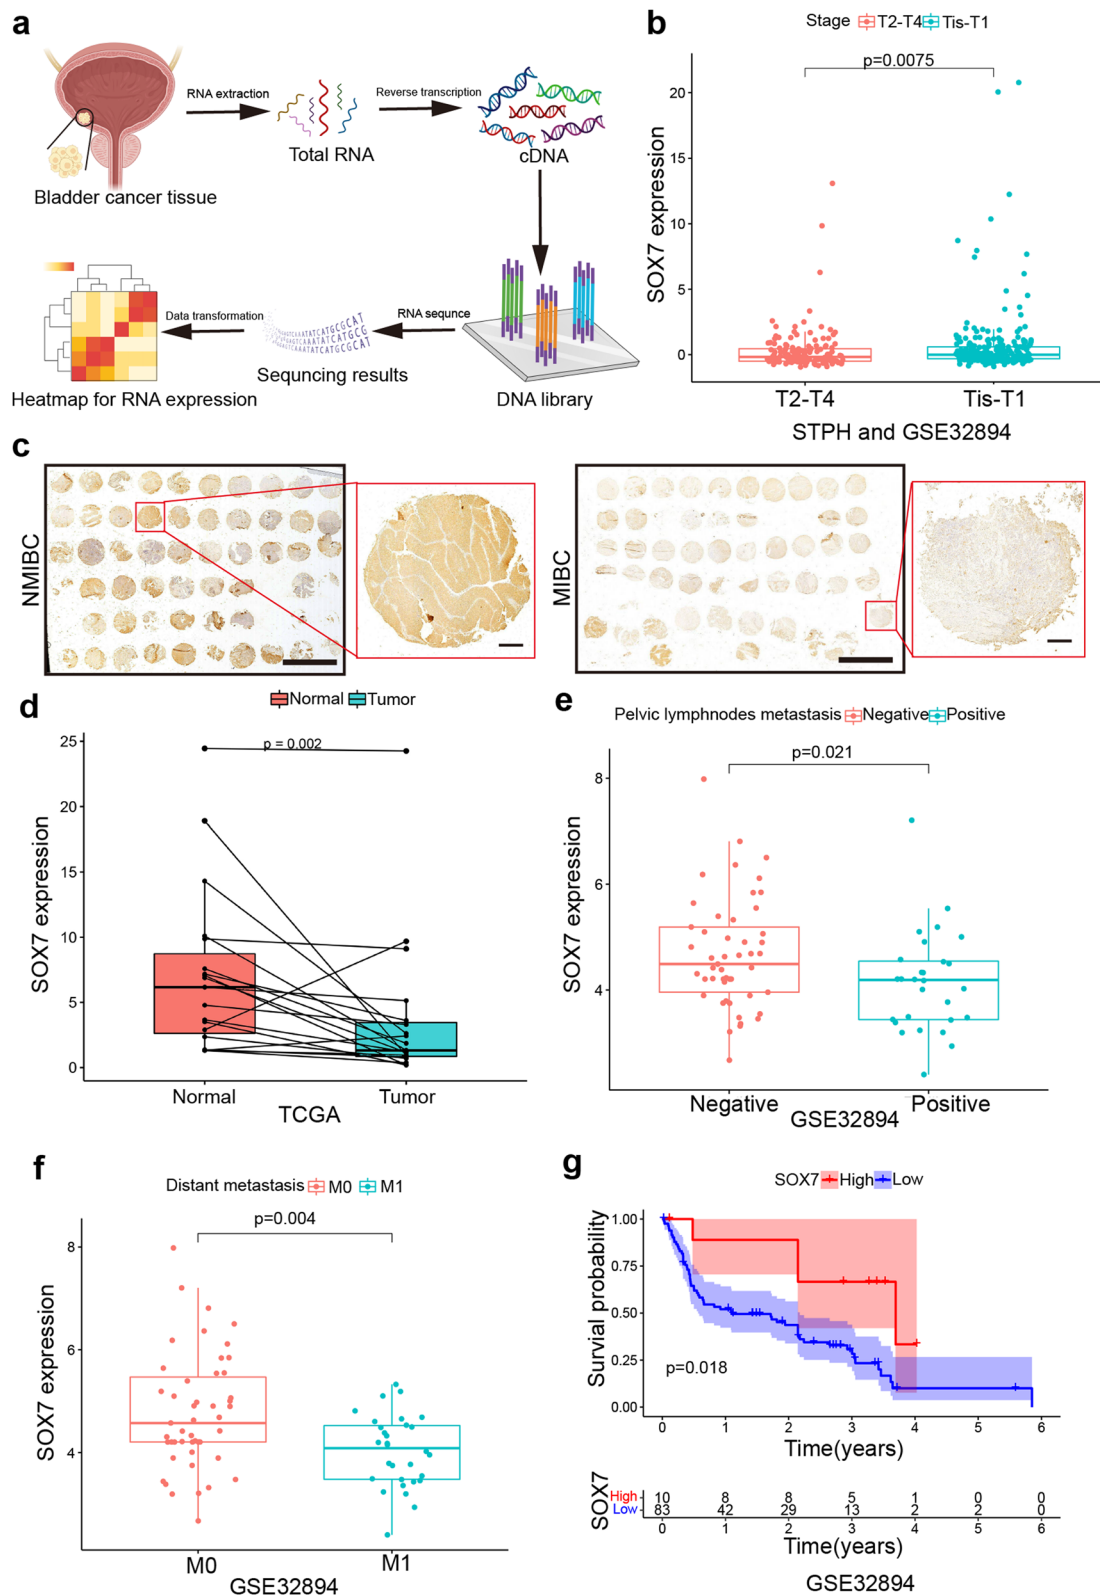 a
RNA extraction
Reverse transcription
Total RNA
cDNA
Bladder cancer tissue
Data transformation
RNA sequnce
Sequncing results
Heatmap for RNA expression
DNA library
b
Stage T2-T4 Tis-T1
p=0.0075
SOX7 expression
20
15
10
5
0
T2-T4 Tis-T1
STPH and GSE32894
c
NMIBC
MIBC
d
Normal Tumor
p = 0.002
SOX7 expression
25
20
15
10
5
0
Normal Tumor
TCGA
e
Pelvic lymphnodes metastasis Negative Positive
p=0.021
SOX7 expression
8
6
4
Negative Positive
GSE32894
f
Distant metastasis M0 M1
p=0.004
SOX7 expression
8
6
4
M0 M1
GSE32894
g
SOX7 High Low
Survial probability
1.00
0.75
0.50
0.25
0.00
p=0.018
0 1 2 3 4 5 6
Time(years)
SOX7
High 10 8 8 5 1 0 0
Low 83 42 29 13 2 2 0
0 1 2 3 4 5 6
Time(years)
GSE32894